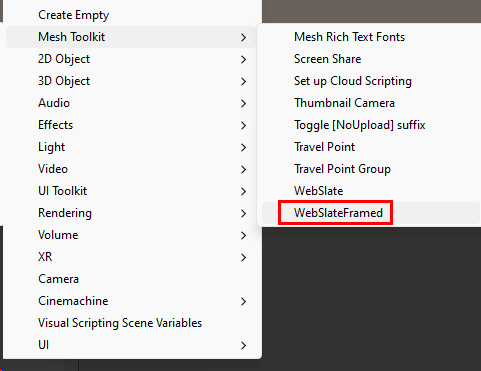 Create Empty
Mesh Toolkit
2D Object
3D Object
Audio
Effects
Light
Video
UI Toolkit
Rendering
Volume
XR
Camera
Cinemachine
Visual Scripting Scene Variables
UI
Mesh Rich Text Fonts
Screen Share
Set up Cloud Scripting
Thumbnail Camera
Toggle [NoUpload] suffix
Travel Point
Travel Point Group
WebSlate
WebSlateFramed